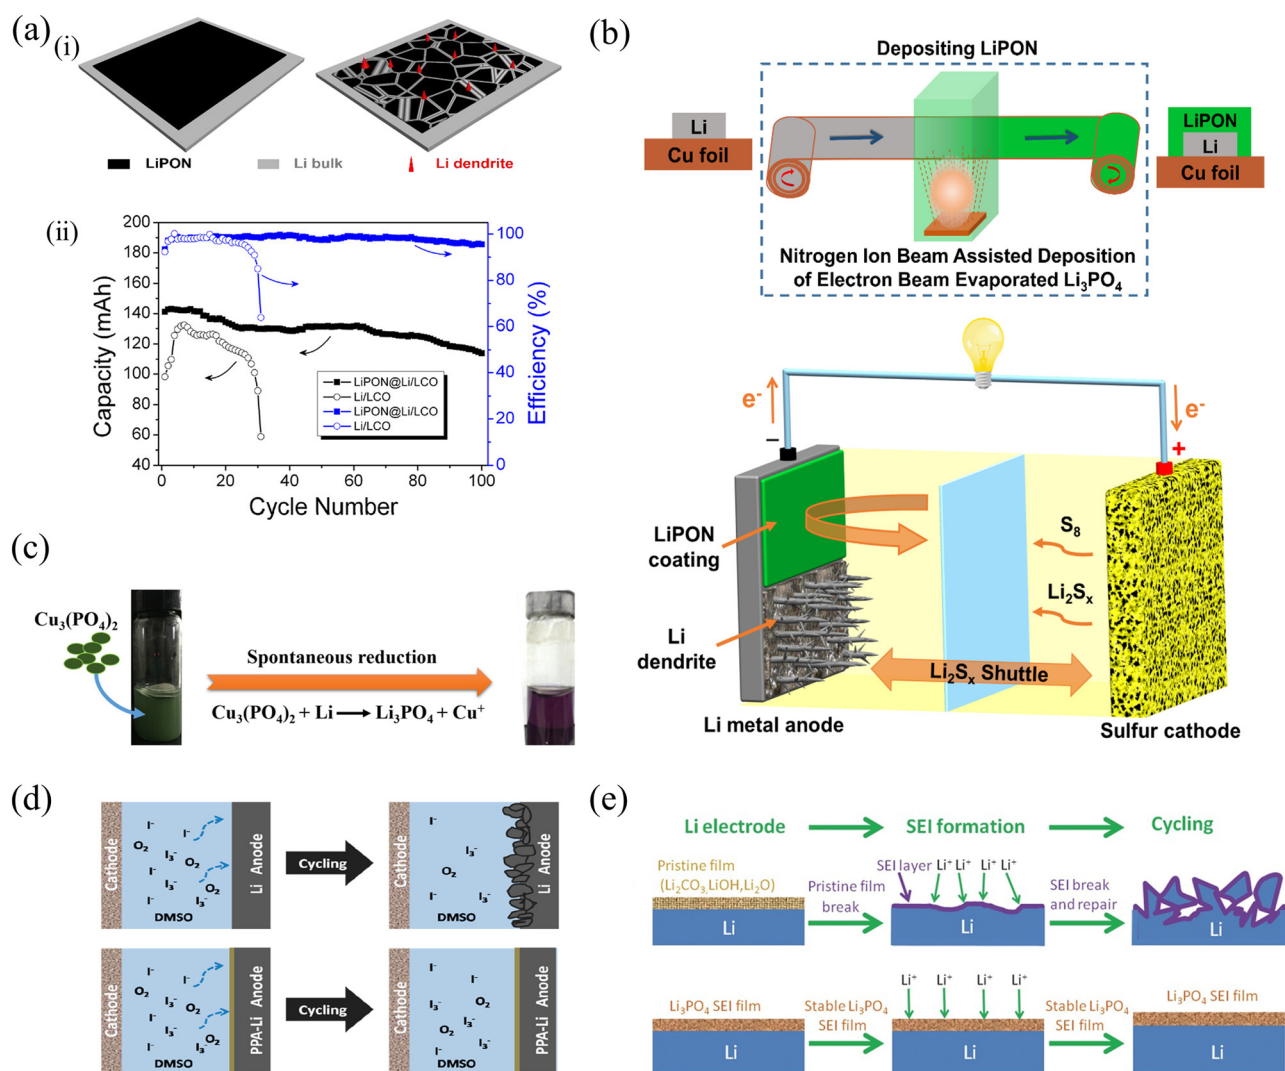 (a)
(i)
LiPON
Li bulk
Li dendrite
(ii)
200
180
160
140
120
100
80
60
40
Capacity (mAh)
0
20
40
60
80
100
Cycle Number
100
80
60
40
20
0
Efficiency (%)
LiPON@Li/LCO
Li/LCO
LiPON@Li/LCO
Li/LCO
(b)
Depositing LiPON
Li
Cu foil
LiPON
Li
Cu foil
Nitrogen Ion Beam Assisted Deposition
of Electron Beam Evaporated Li₃PO₄
e⁻
e⁻
−
+
LiPON
coating
Li
dendrite
S₈
Li₂Sₓ
Li₂Sₓ Shuttle
Li metal anode
Sulfur cathode
(c)
Cu₃(PO₄)₂
Spontaneous reduction
Cu₃(PO₄)₂ + Li → Li₃PO₄ + Cu⁺
(d)
Cathode
I⁻
I⁻
O₂
I₃⁻
I⁻
O₂
I⁻
I⁻
O₂
I₃⁻
I₃⁻
DMSO
Li Anode
Cycling
Cathode
I⁻
I₃⁻
O₂
I⁻
I₃⁻
DMSO
Li Anode
Cathode
I⁻
I⁻
O₂
I₃⁻
I⁻
O₂
I⁻
I⁻
I₃⁻
O₂
I₃⁻
DMSO
PPA-Li Anode
Cycling
Cathode
I⁻
I⁻
O₂
I₃⁻
I₃⁻
O₂
I⁻
O₂
I⁻
I₃⁻
DMSO
PPA-Li Anode
(e)
Li electrode
SEI formation
Cycling
Pristine film
(Li₂CO₃,LiOH,Li₂O)
Li
Pristine film
break
SEI layer
Li⁺ Li⁺ Li⁺ Li⁺
Li
SEI break
and repair
Li
Li₃PO₄ SEI film
Li
Stable Li₃PO₄
SEI film
Li⁺ Li⁺ Li⁺ Li⁺
Li
Stable Li₃PO₄
SEI film
Li₃PO₄ SEI film
Li